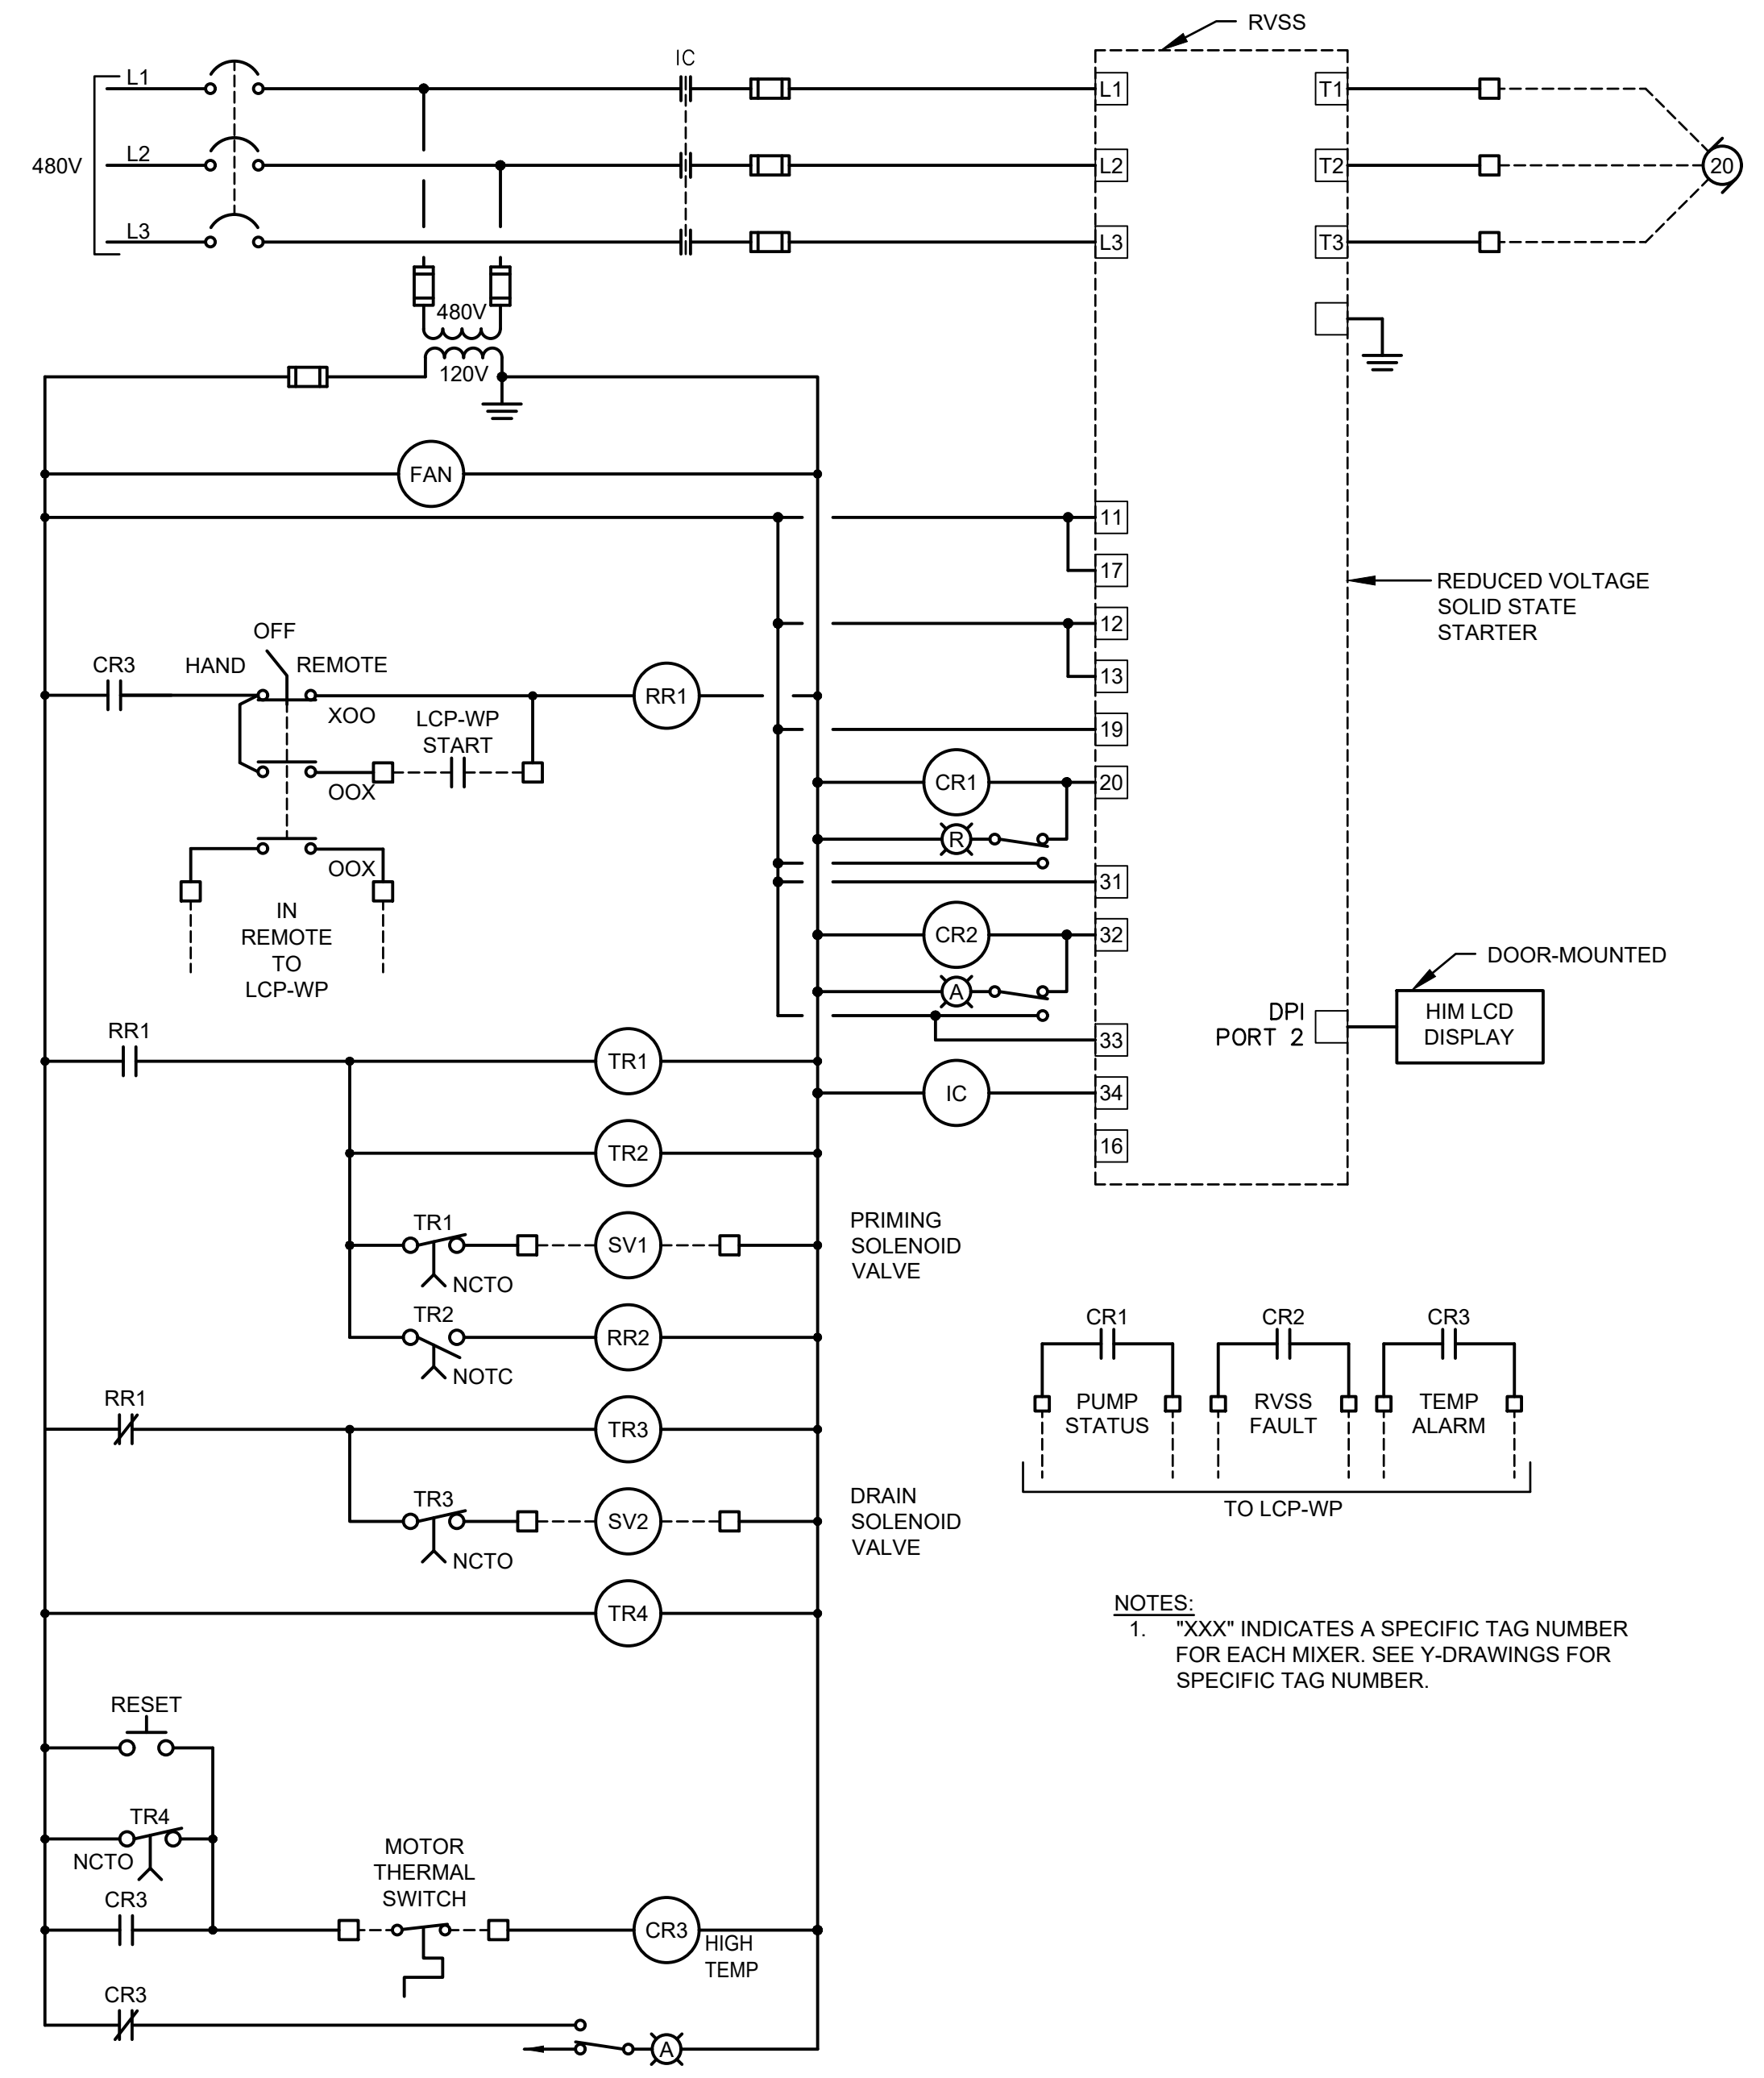 RVSS
IC
L1
L1
T1
480V
L2
L2
T2
20
L3
L3
T3
480V
120V
FAN
11
17
REDUCED VOLTAGE
SOLID STATE
STARTER
12
OFF
CR3
HAND
REMOTE
13
RR1
XOO
LCP-WP
START
19
OOX
CR1
20
R
OOX
31
IN
REMOTE
TO
LCP-WP
CR2
32
DOOR-MOUNTED
A
DPI
PORT 2
HIM LCD
DISPLAY
RR1
TR1
33
IC
34
TR2
16
TR1
NCTO
SV1
PRIMING
SOLENOID
VALVE
TR2
NOTC
RR2
CR1
CR2
CR3
PUMP
STATUS
RVSS
FAULT
TEMP
ALARM
TO LCP-WP
RR1
TR3
TR3
NCTO
SV2
DRAIN
SOLENOID
VALVE
TR4
NOTES:
1. "XXX" INDICATES A SPECIFIC TAG NUMBER
FOR EACH MIXER. SEE Y-DRAWINGS FOR
SPECIFIC TAG NUMBER.
RESET
TR4
NCTO
MOTOR
THERMAL
SWITCH
CR3
CR3
HIGH
TEMP
CR3
A